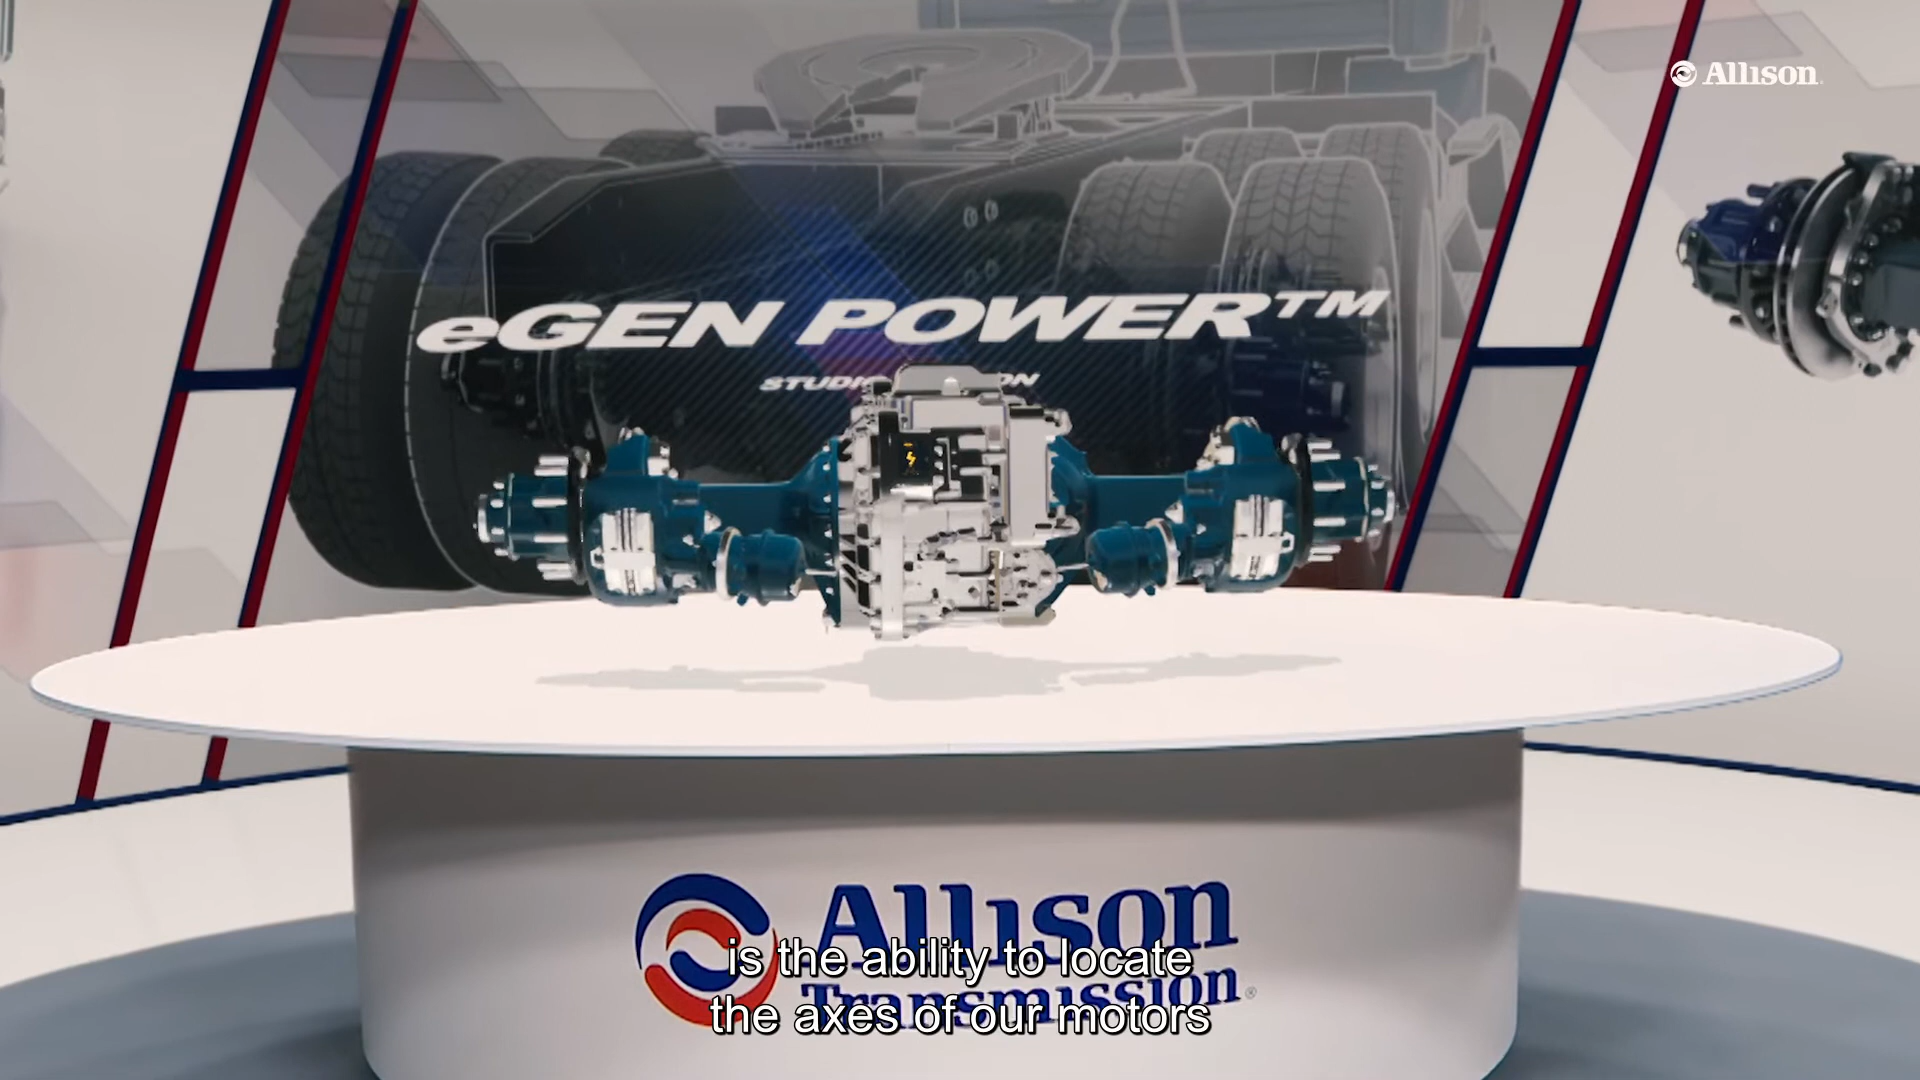 Allison
eGEN POWER™
Allison
Transmission®
is the ability to locate
the axes of our motors